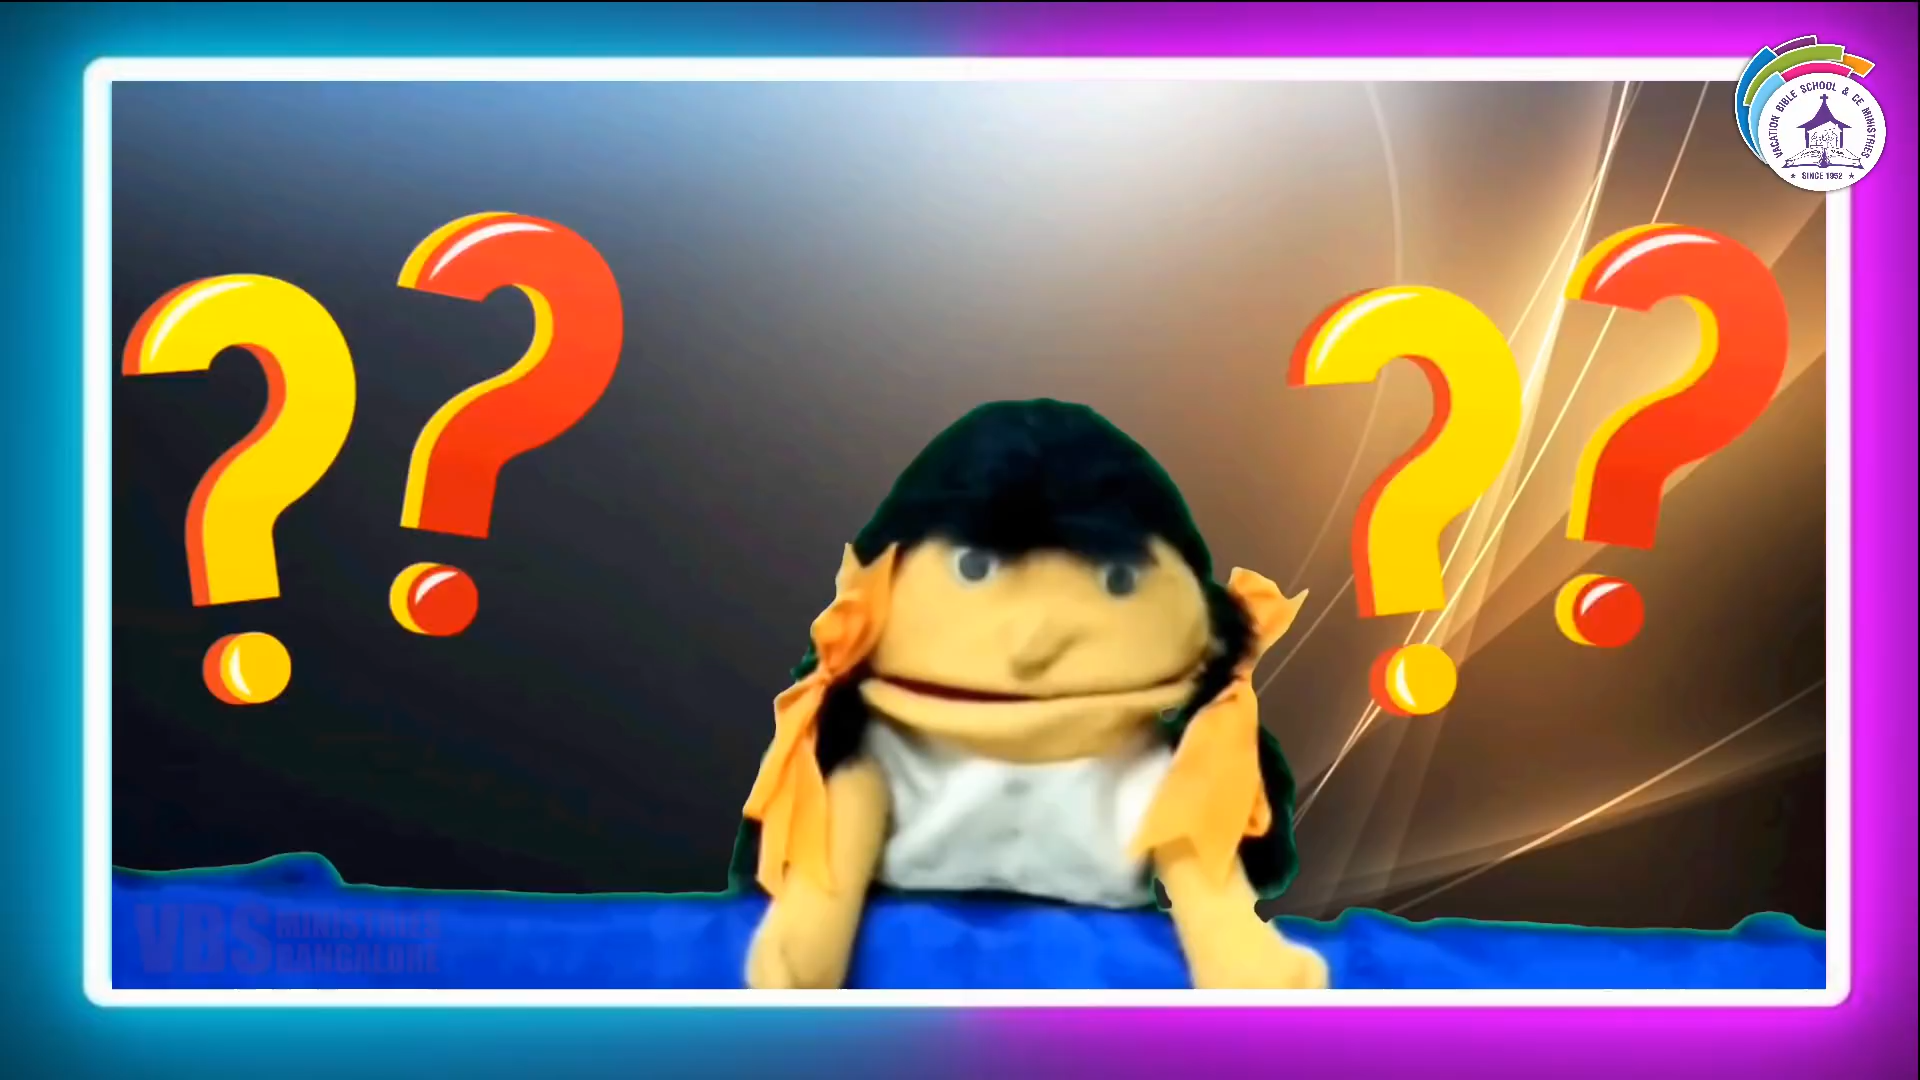 VACATION BIBLE SCHOOL & CE MINISTRIES
★ SINCE 1952 ★
VBS MINISTRIES
BANGALORE
? ? ? ?